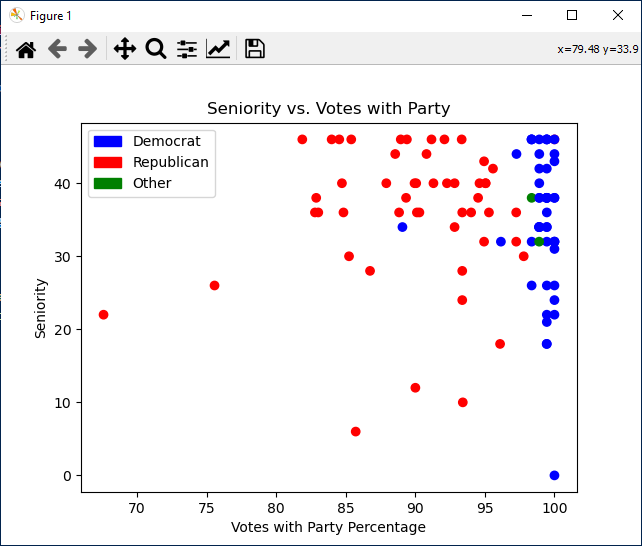 Figure 1
x=79.48 y=33.9
Seniority vs. Votes with Party
Democrat
Republican
Other
Seniority
40
30
20
10
0
70
75
80
85
90
95
100
Votes with Party Percentage